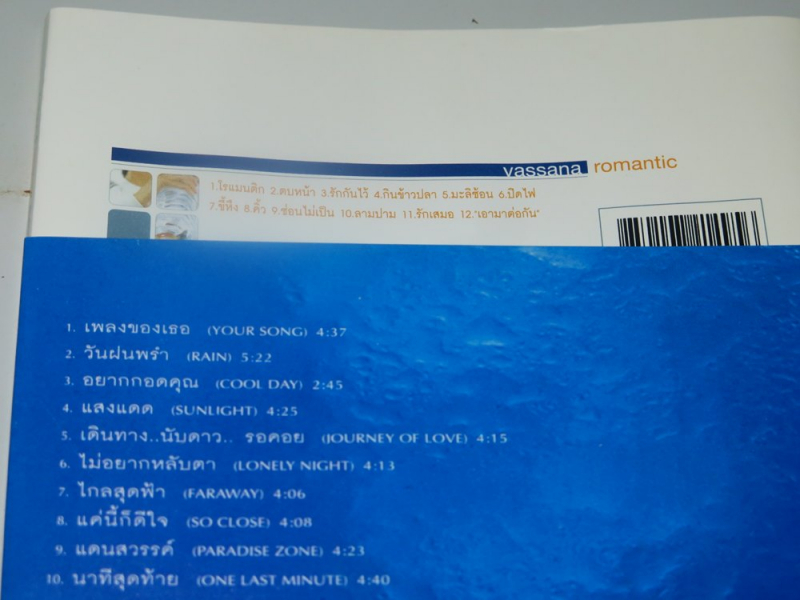 vassana romantic
1.โรแมนติก 2.ตบหน้า 3.รักกันไว้ 4.กินข้าวปลา 5.มะลิซ้อน 6.ปิดไฟ
7.ขี้หึง 8.คิ้ว 9.ซ่อนไม่เป็น 10.ลามปาม 11.รักเสมอ 12."เอามาต่อกัน"
1. เพลงของเธอ (YOUR SONG) 4:37
2. วันฝนพรำ (RAIN) 5:22
3. อยากกอดคุณ (COOL DAY) 2:45
4. แสงแดด (SUNLIGHT) 4:25
5. เดินทาง..นับดาว.. รอคอย (JOURNEY OF LOVE) 4:15
6. ไม่อยากหลับตา (LONELY NIGHT) 4:13
7. ไกลสุดฟ้า (FARAWAY) 4:06
8. แค่นี้ก็ดีใจ (SO CLOSE) 4:08
9. แดนสวรรค์ (PARADISE ZONE) 4:23
10. นาทีสุดท้าย (ONE LAST MINUTE) 4:40